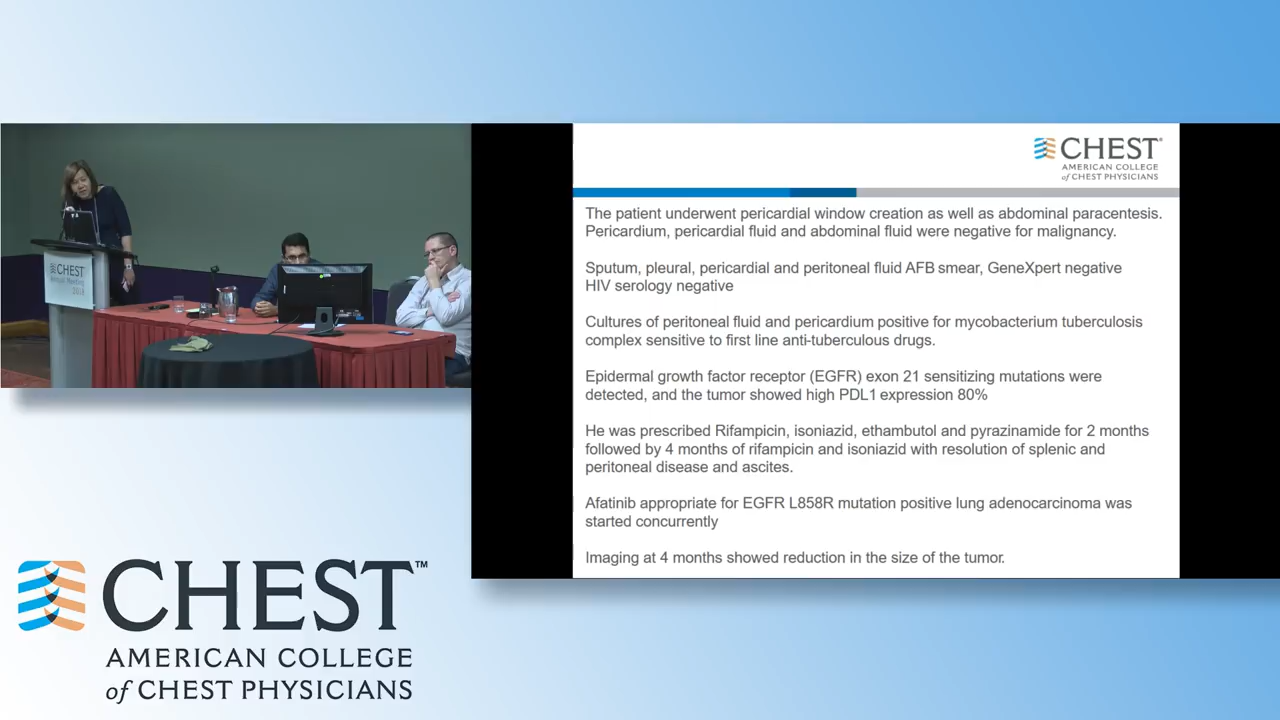 CHEST
Annual Meeting
2018
CHEST
AMERICAN COLLEGE
of CHEST PHYSICIANS
The patient underwent pericardial window creation as well as abdominal paracentesis.
Pericardium, pericardial fluid and abdominal fluid were negative for malignancy.
Sputum, pleural, pericardial and peritoneal fluid AFB smear, GeneXpert negative
HIV serology negative
Cultures of peritoneal fluid and pericardium positive for mycobacterium tuberculosis
complex sensitive to first line anti-tuberculous drugs.
Epidermal growth factor receptor (EGFR) exon 21 sensitizing mutations were
detected, and the tumor showed high PDL1 expression 80%
He was prescribed Rifampicin, isoniazid, ethambutol and pyrazinamide for 2 months
followed by 4 months of rifampicin and isoniazid with resolution of splenic and
peritoneal disease and ascites.
Afatinib appropriate for EGFR L858R mutation positive lung adenocarcinoma was
started concurrently
Imaging at 4 months showed reduction in the size of the tumor.
CHEST™
AMERICAN COLLEGE
of CHEST PHYSICIANS